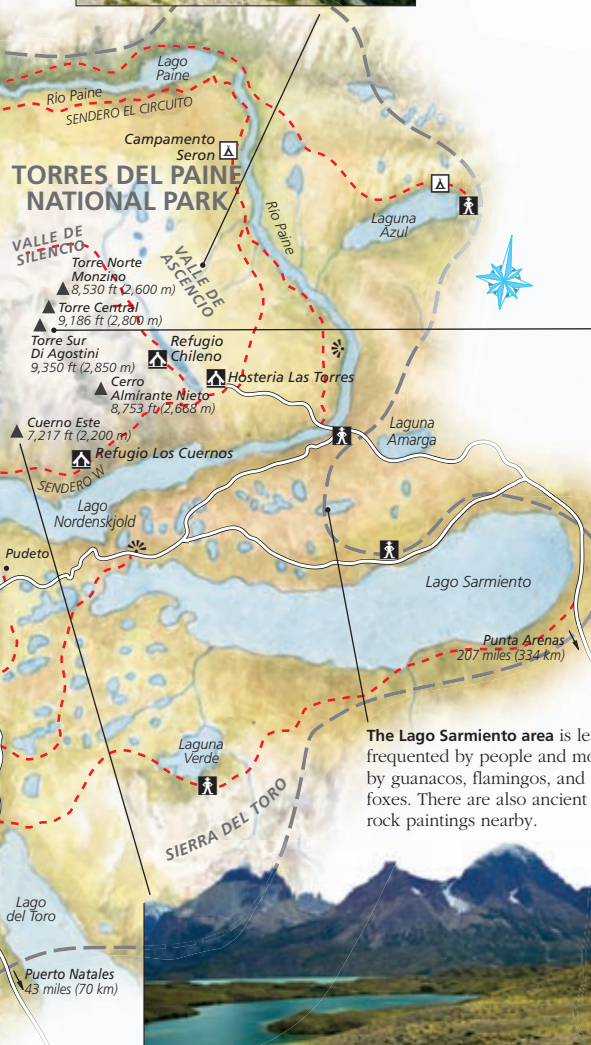 Lago
Paine
Rio Paine
SENDERO EL CIRCUITO
Campamento
Seron
TORRES DEL PAINE
NATIONAL PARK
Rio Paine
Laguna
Azul
VALLE DE
SILENCIO
VALLE DE
ASCENCIO
Torre Norte
Monzino
8,530 ft (2,600 m)
Torre Central
9,186 ft (2,800 m)
Torre Sur
Di Agostini
9,350 ft (2,850 m)
Refugio
Chileno
Hosteria Las Torres
Cerro
Almirante Nieto
8,753 ft (2,668 m)
Cuerno Este
7,217 ft (2,200 m)
Refugio Los Cuernos
Laguna
Amarga
SENDERO W
Lago
Nordenskjold
Pudeto
Lago Sarmiento
Punta Arenas
207 miles (334 km)
The Lago Sarmiento area is le
frequented by people and mo
by guanacos, flamingos, and
foxes. There are also ancient
rock paintings nearby.
Laguna
Verde
SIERRA DEL TORO
Lago
del Toro
Puerto Natales
43 miles (70 km)